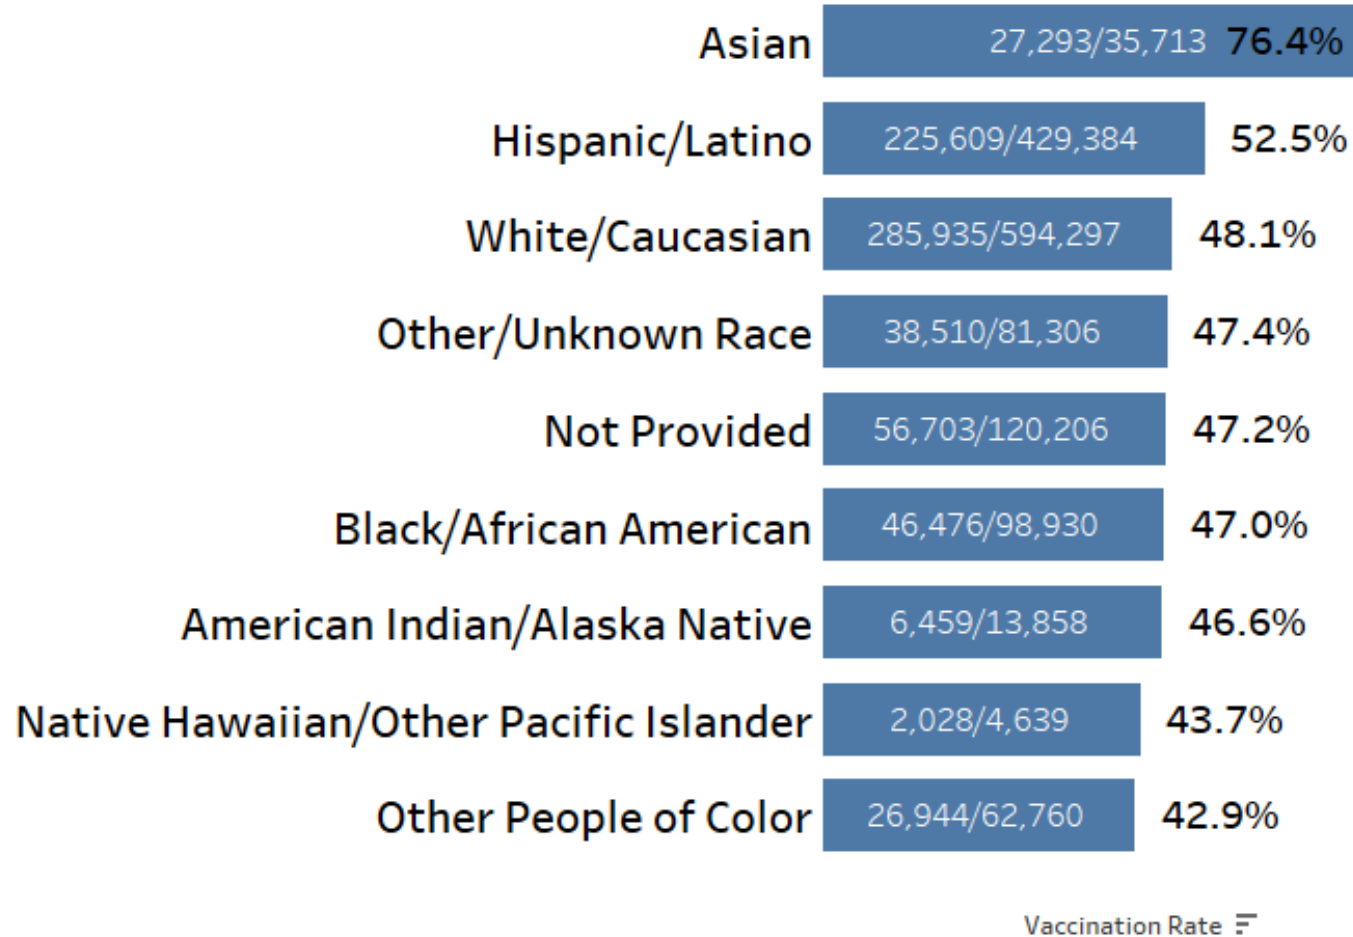 Asian 27,293/35,713 76.4%
Hispanic/Latino 225,609/429,384 52.5%
White/Caucasian 285,935/594,297 48.1%
Other/Unknown Race 38,510/81,306 47.4%
Not Provided 56,703/120,206 47.2%
Black/African American 46,476/98,930 47.0%
American Indian/Alaska Native 6,459/13,858 46.6%
Native Hawaiian/Other Pacific Islander 2,028/4,639 43.7%
Other People of Color 26,944/62,760 42.9%
Vaccination Rate